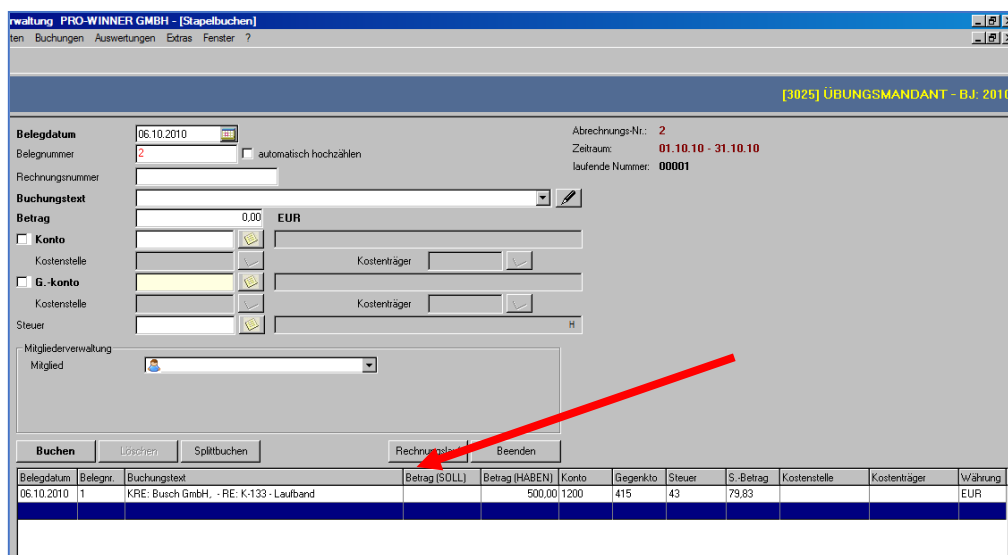 rwaltung PRO-WINNER GMBH - [Stapelbuchen]
ten Buchungen Auswertungen Extras Fenster ?
[3025] ÜBUNGSMANDANT - BJ: 2010
Belegdatum 06.10.2010 Abrechnungs-Nr.: 2
Belegnummer 2 automatisch hochzählen Zeitraum: 01.10.10 - 31.10.10
Rechnungsnummer laufende Nummer: 00001
Buchungstext
Betrag 0,00 EUR
Konto
Kostenstelle Kostenträger
G.-konto
Kostenstelle Kostenträger
Steuer H
Mitgliederverwaltung
Mitglied
Buchen Löschen Splittbuchen Beenden
Belegdatum Belegnr. Buchungstext Betrag (SOLL) Betrag (HABEN) Konto Gegenkto Steuer S.-Betrag Kostenstelle Kostenträger Währung
06.10.2010 1 KRE: Busch GmbH, - RE: K-133 - Laufband 500,00 1200 415 43 79,83 EUR